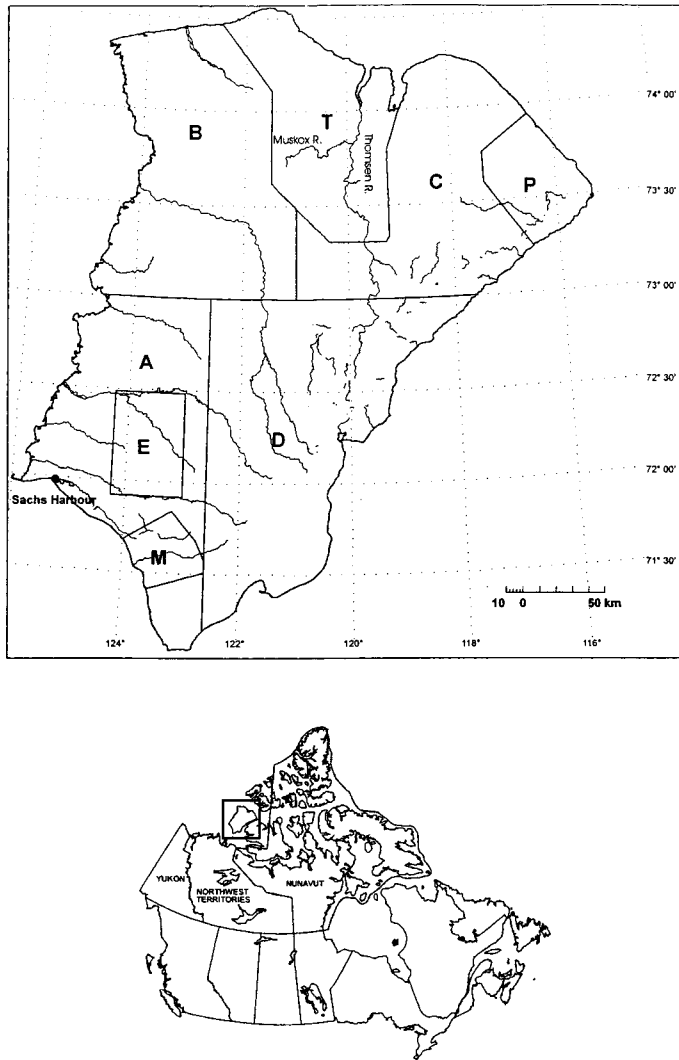 74° 00'
B
T
Muskox R.
Thomsen R.
C
P
73° 30'
73° 00'
A
72° 30'
E
D
72° 00'
Sachs Harbour
M
71° 30'
10 0 50 km
124° 122° 120° 118° 116°
YUKON
NORTHWEST
TERRITORIES
NUNAVUT